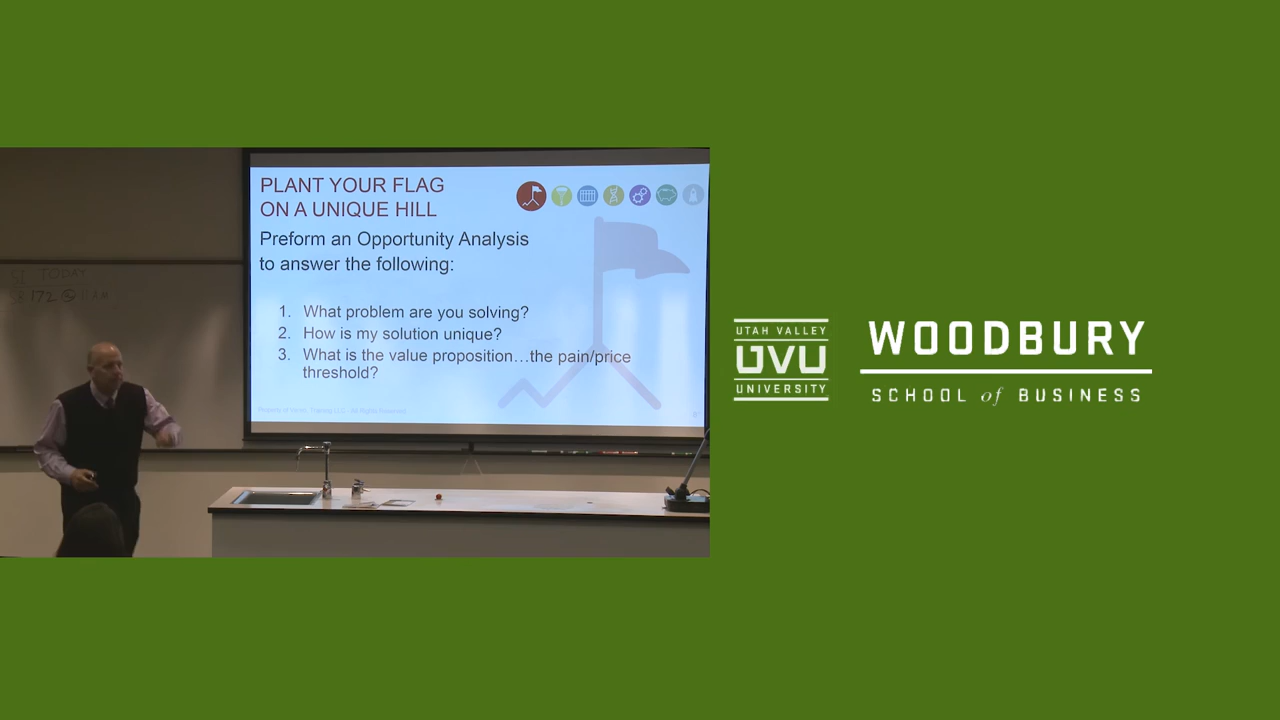 PLANT YOUR FLAG
ON A UNIQUE HILL
Preform an Opportunity Analysis
to answer the following:
1. What problem are you solving?
2. How is my solution unique?
3. What is the value proposition…the pain/price
threshold?
TODAY
172 @ 11AM
UTAH VALLEY
UVU
UNIVERSITY
WOODBURY
SCHOOL of BUSINESS